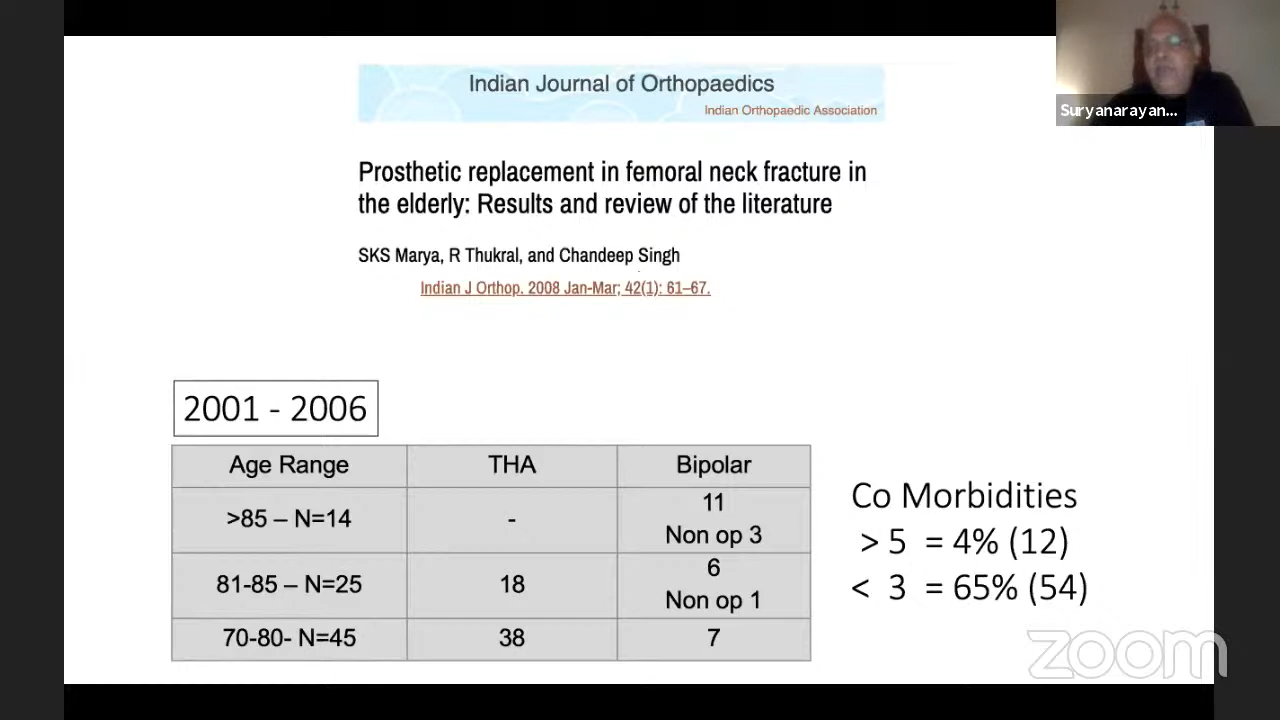 Indian Journal of Orthopaedics
Indian Orthopaedic Association
Suryanarayan...
Prosthetic replacement in femoral neck fracture in
the elderly: Results and review of the literature
SKS Marya, R Thukral, and Chandeep Singh
Indian J Orthop. 2008 Jan-Mar; 42(1): 61–67.
2001 - 2006
Age Range THA Bipolar
>85 – N=14 - 11
Non op 3
81-85 – N=25 18 6
Non op 1
70-80- N=45 38 7
Co Morbidities
> 5 = 4% (12)
< 3 = 65% (54)
zoom